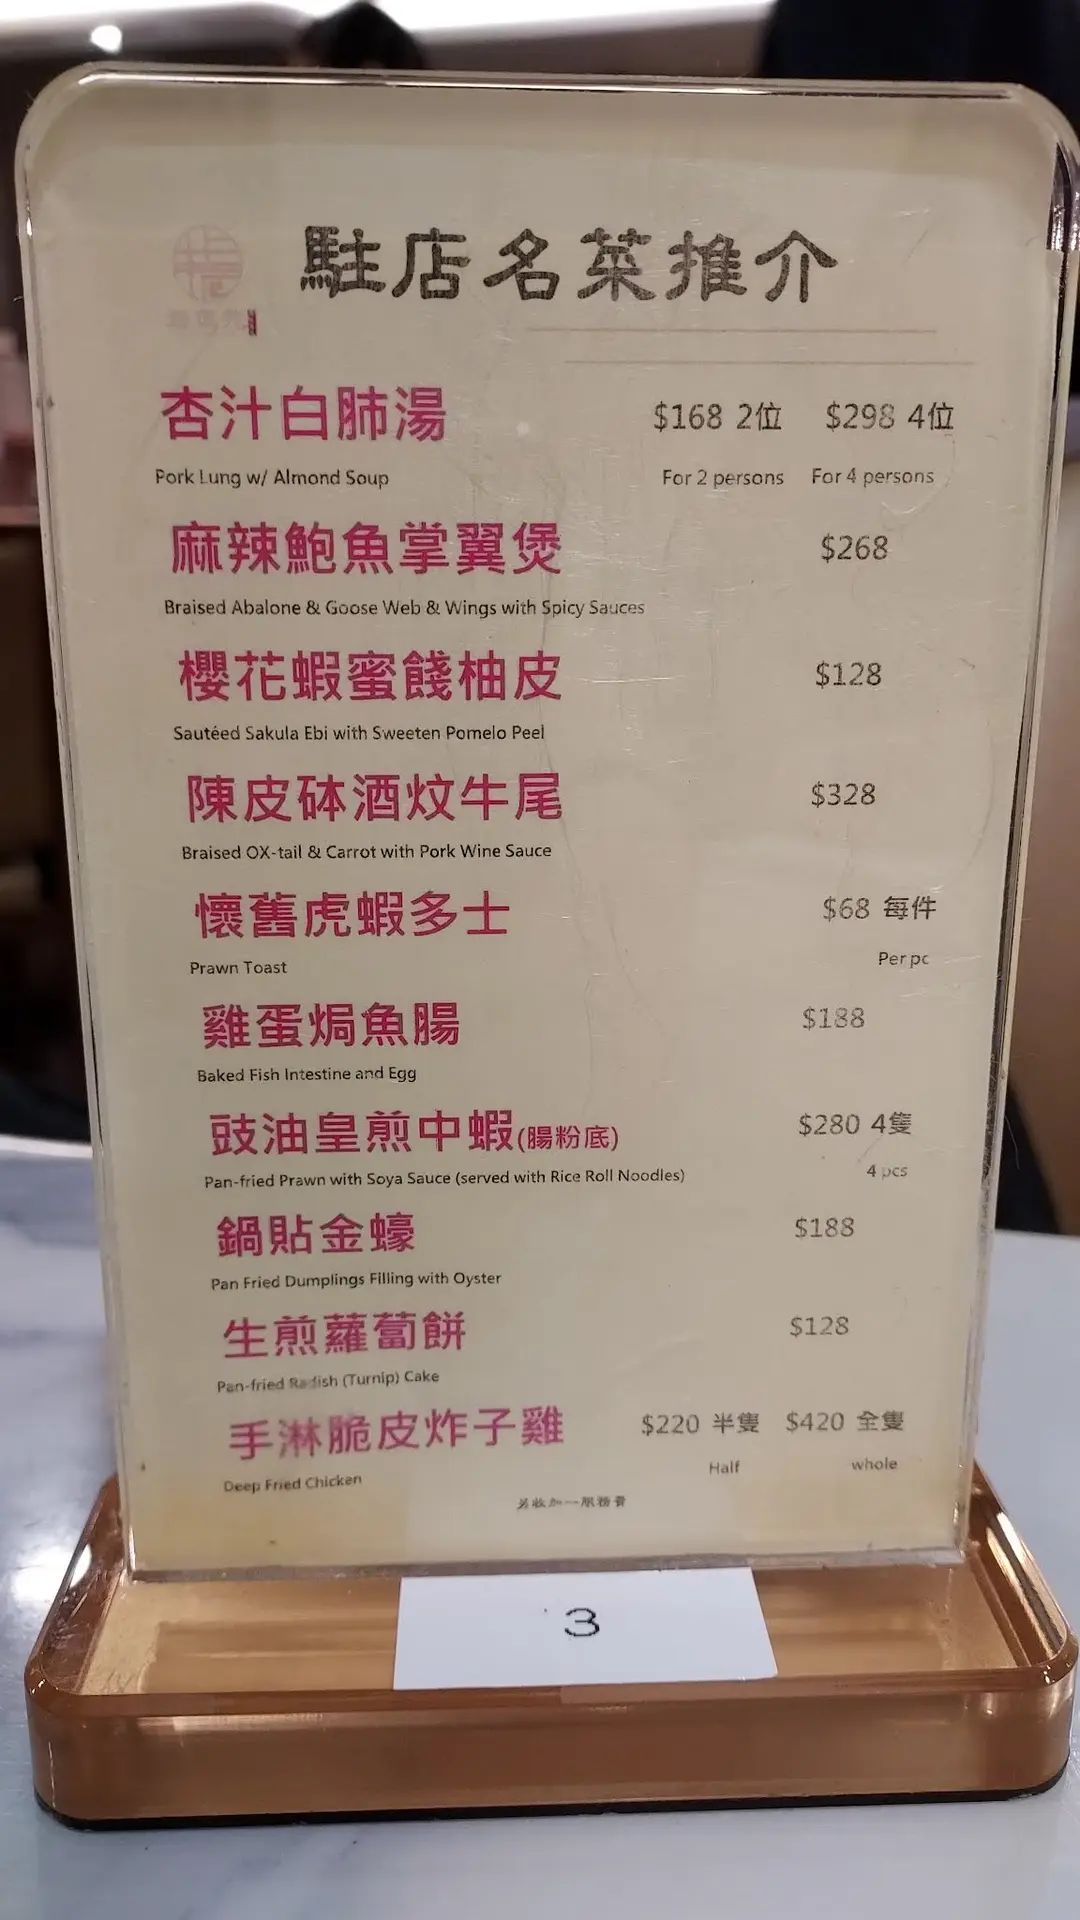 駐店名菜推介
杏汁白肺湯 $168 2位 $298 4位
Pork Lung w/ Almond Soup For 2 persons For 4 persons
麻辣鮑魚掌翼煲 $268
Braised Abalone & Goose Web & Wings with Spicy Sauces
櫻花蝦蜜餞柚皮 $128
Sautéed Sakula Ebi with Sweeten Pomelo Peel
陳皮砵酒炆牛尾 $328
Braised OX-tail & Carrot with Pork Wine Sauce
懷舊虎蝦多士 $68 每件
Prawn Toast Per pc
雞蛋焗魚腸 $188
Baked Fish Intestine and Egg
豉油皇煎中蝦(腸粉底) $280 4隻
Pan-fried Prawn with Soya Sauce (served with Rice Roll Noodles) 4 pcs
鍋貼金蠔 $188
Pan Fried Dumplings Filling with Oyster
生煎蘿蔔餅 $128
Pan-fried Radish (Turnip) Cake
手淋脆皮炸子雞 $220 半隻 $420 全隻
Deep Fried Chicken Half whole
另收加一服務費
3